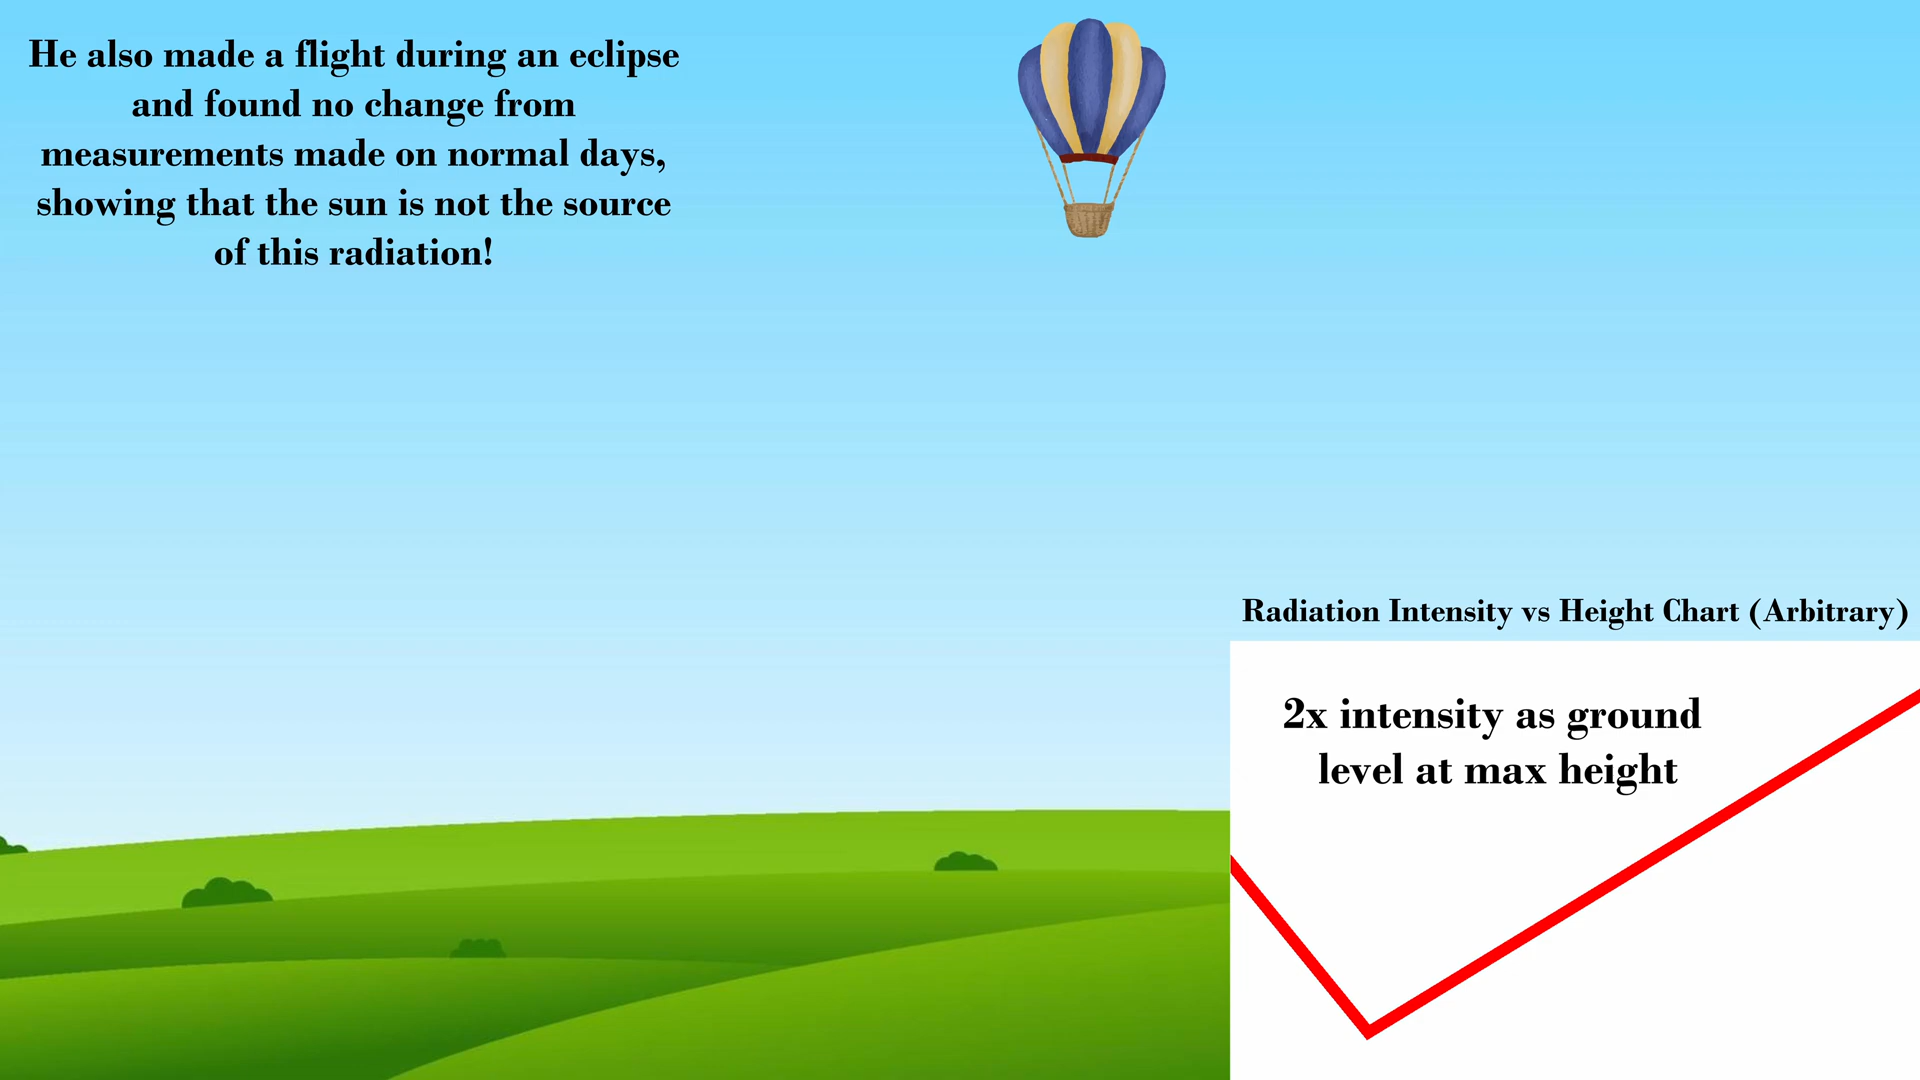 He also made a flight during an eclipse
and found no change from
measurements made on normal days,
showing that the sun is not the source
of this radiation!
Radiation Intensity vs Height Chart (Arbitrary)
2x intensity as ground
level at max height